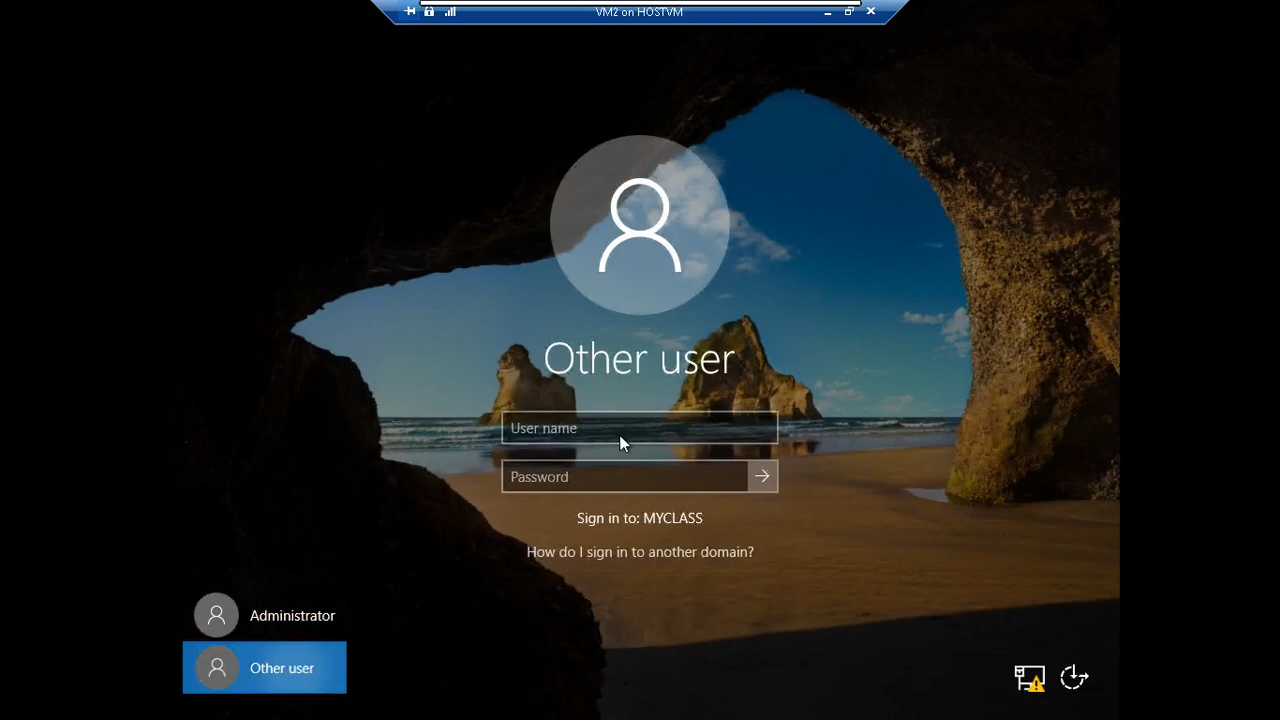 VM2 on HOSTVM
Other user
User name
Password
Sign in to: MYCLASS
How do I sign in to another domain?
Administrator
Other user